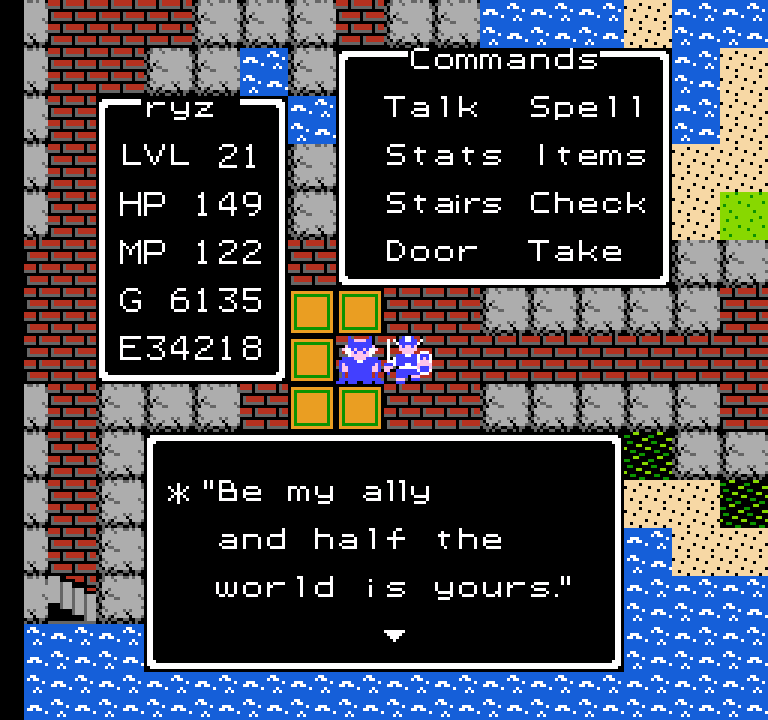 Commands
Talk Spell
Stats Items
Stairs Check
Door Take
ryz
LVL 21
HP 149
MP 122
G 6135
E34218
*"Be my ally
and half the
world is yours."